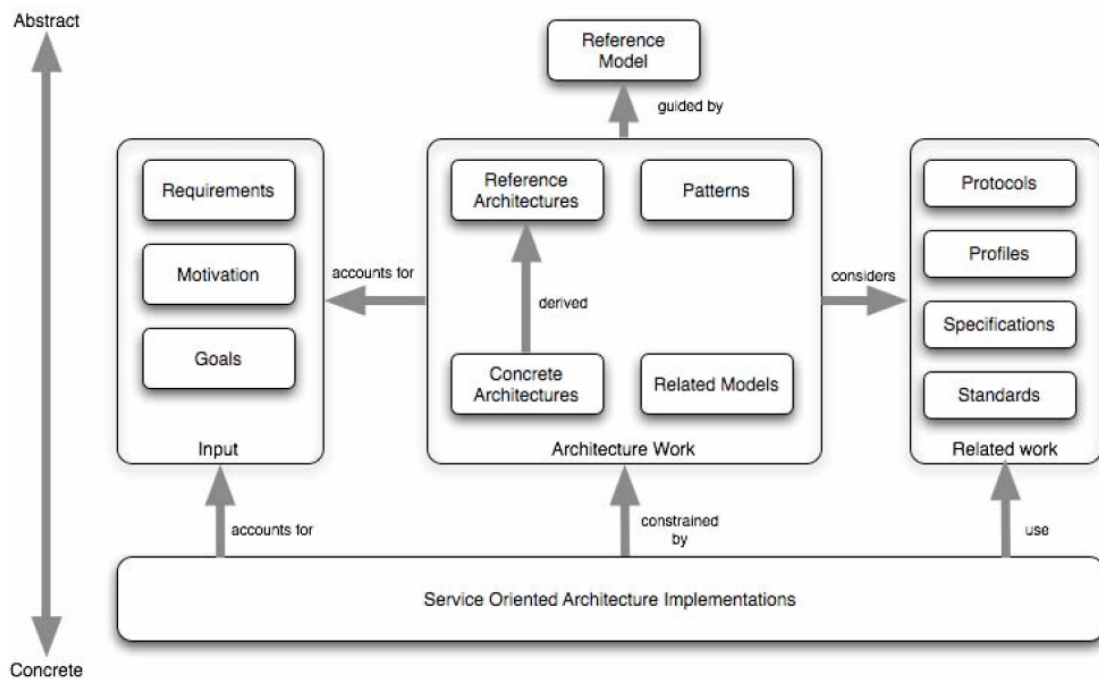 Abstract
Reference
Model
guided by
Requirements
Motivation
Goals
Input
accounts for
Reference
Architectures
Patterns
derived
Concrete
Architectures
Related Models
Architecture Work
considers
Protocols
Profiles
Specifications
Standards
Related work
accounts for
constrained
by
use
Service Oriented Architecture Implementations
Concrete